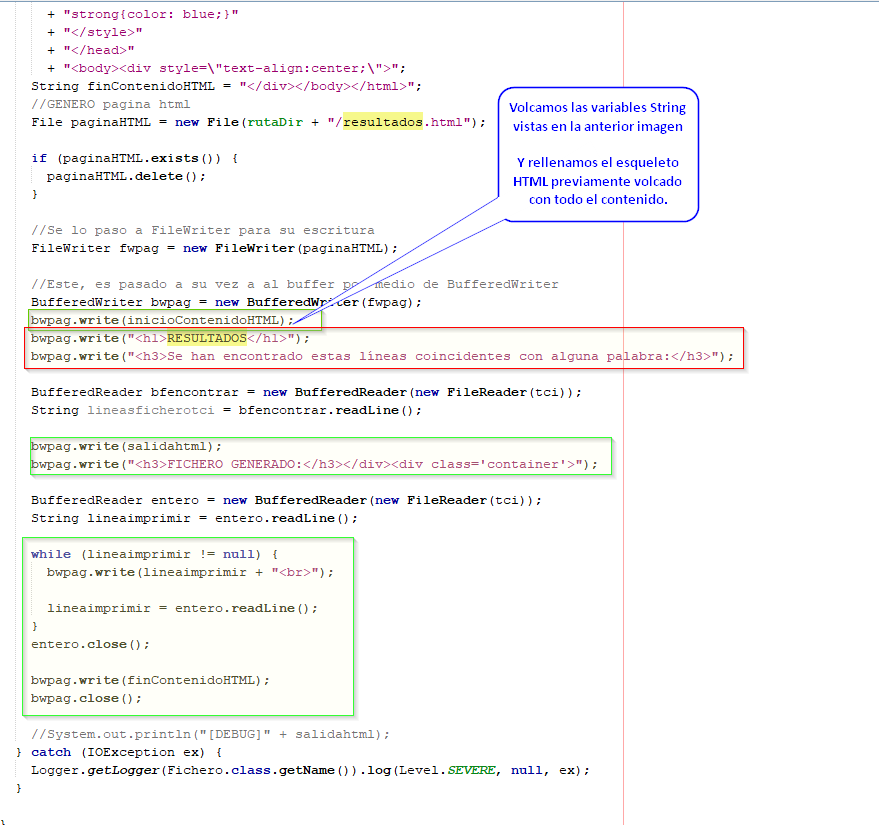 + "strong{color: blue;}"
+ "</style>"
+ "</head>"
+ "<body><div style=\"text-align:center;\">";
String finContenidoHTML = "</div></body></html>";
//GENERO pagina html
File paginaHTML = new File(rutaDir + "/resultados.html");
if (paginaHTML.exists()) {
paginaHTML.delete();
}
//Se lo paso a FileWriter para su escritura
FileWriter fwpag = new FileWriter(paginaHTML);
//Este, es pasado a su vez a al buffer po medio de BufferedWriter
BufferedWriter bwpag = new BufferedWriter(fwpag);
bwpag.write(inicioContenidoHTML);
bwpag.write("<h1>RESULTADOS</h1>");
bwpag.write("<h3>Se han encontrado estas líneas coincidentes con alguna palabra:</h3>");
BufferedReader bfencontrar = new BufferedReader(new FileReader(tci));
String lineasficherotci = bfencontrar.readLine();
bwpag.write(salidahtml);
bwpag.write("<h3>FICHERO GENERADO:</h3></div><div class='container'>");
BufferedReader entero = new BufferedReader(new FileReader(tci));
String lineaimprimir = entero.readLine();
while (lineaimprimir != null) {
bwpag.write(lineaimprimir + "<br>");
lineaimprimir = entero.readLine();
}
entero.close();
bwpag.write(finContenidoHTML);
bwpag.close();
//System.out.println("[DEBUG]" + salidahtml);
} catch (IOException ex) {
Logger.getLogger(Fichero.class.getName()).log(Level.SEVERE, null, ex);
}
}
Volcamos las variables String
vistas en la anterior imagen
Y rellenamos el esqueleto
HTML previamente volcado
con todo el contenido.